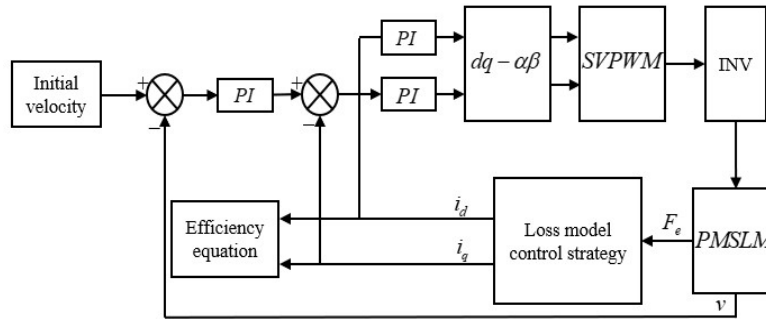 Initial
velocity
+
−
PI
+
−
PI
PI
dq − αβ
SVPWM
INV
Efficiency
equation
i_d
i_q
Loss model
control strategy
F_e
PMSLM
v